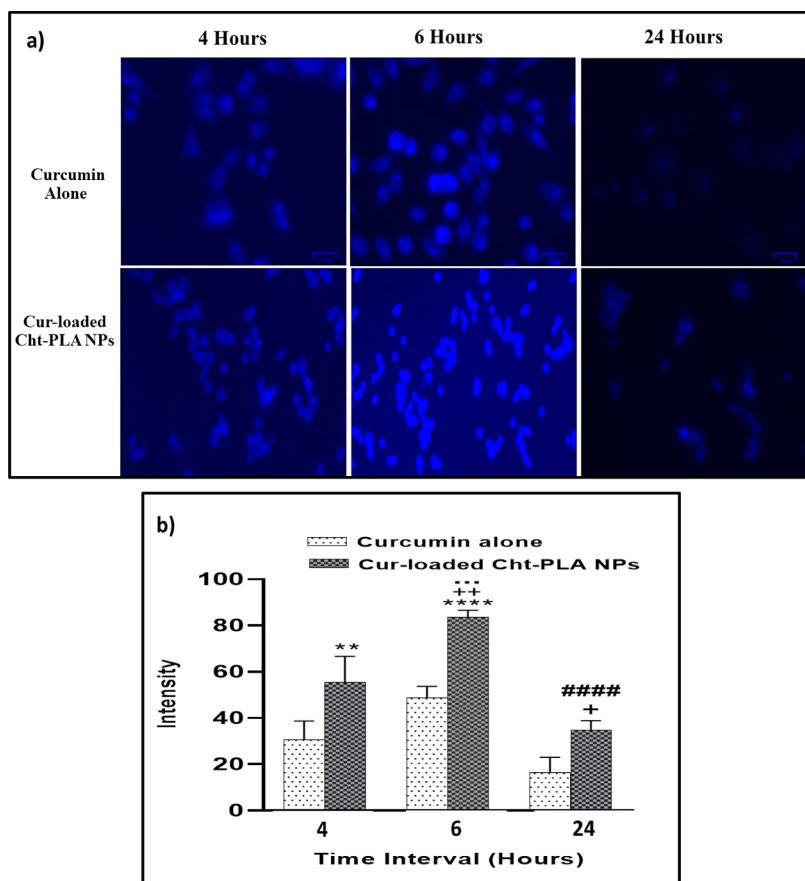 a)
4 Hours 6 Hours 24 Hours
Curcumin
Alone
Cur-loaded
Cht-PLA NPs
b)
Curcumin alone
Cur-loaded Cht-PLA NPs
Intensity
100
80
60
40
20
0
**
---
++
****
####
+
4 6 24
Time Interval (Hours)